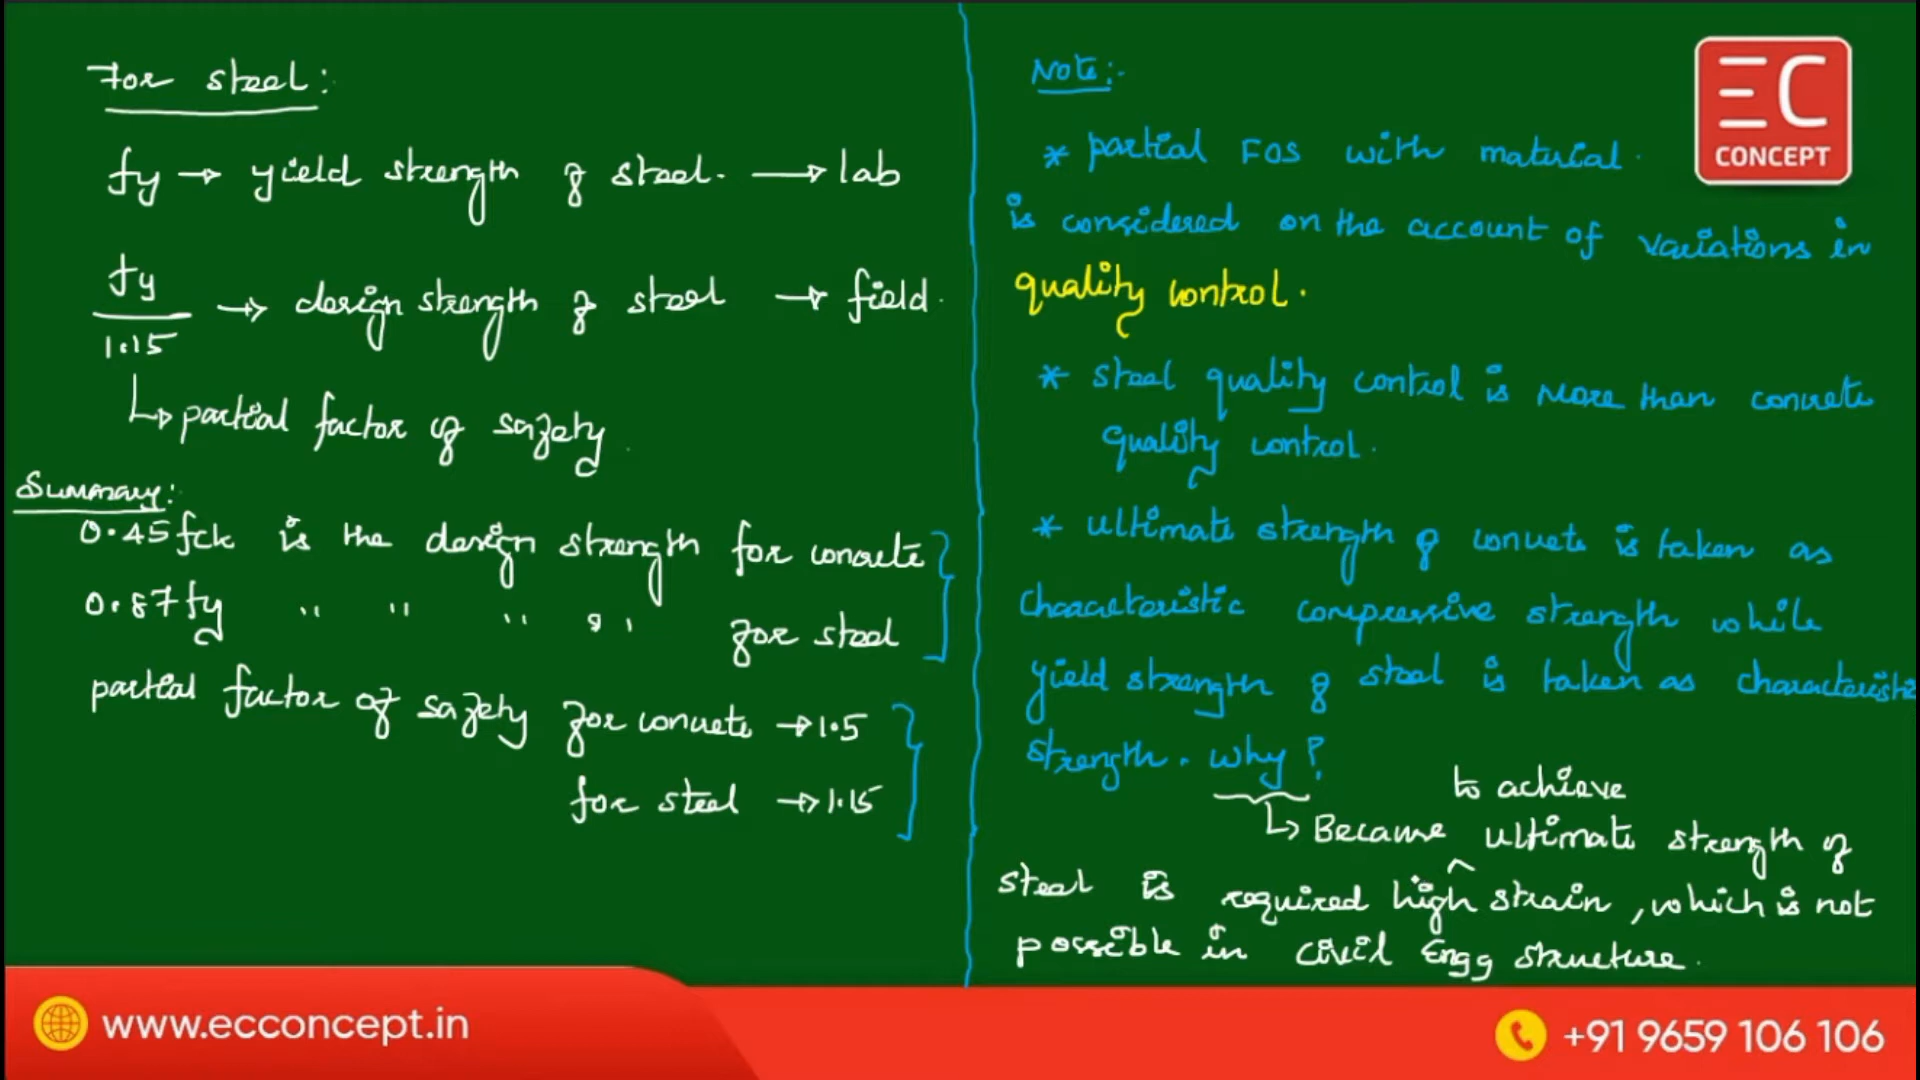 For steel:
fy → yield strength of steel. → lab
fy
1.15
→ design strength of steel → field.
↳ partial factor of safety.
Summary:
0.45 fck is the design strength for concrete
0.87 fy " " " " for steel
partial factor of safety for concrete → 1.5
for steel → 1.15
Note:-
* partial FOS with material.
is considered on the account of variations in
quality control.
* steel quality control is more than concrete
quality control.
* ultimate strength of concrete is taken as
characteristic compressive strength while
yield strength of steel is taken as characteristic
strength. why?
to achieve
↳ Because ultimate strength of
steel is required high ^ strain, which is not
possible in civil Engg structure.
EC
CONCEPT
www.ecconcept.in
+91 9659 106 106